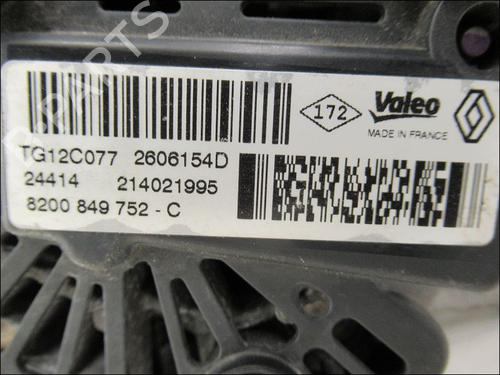 172
Valeo
MADE IN FRANCE
TG12C077 2606154D
24414 214021995
8200 849 752 - C